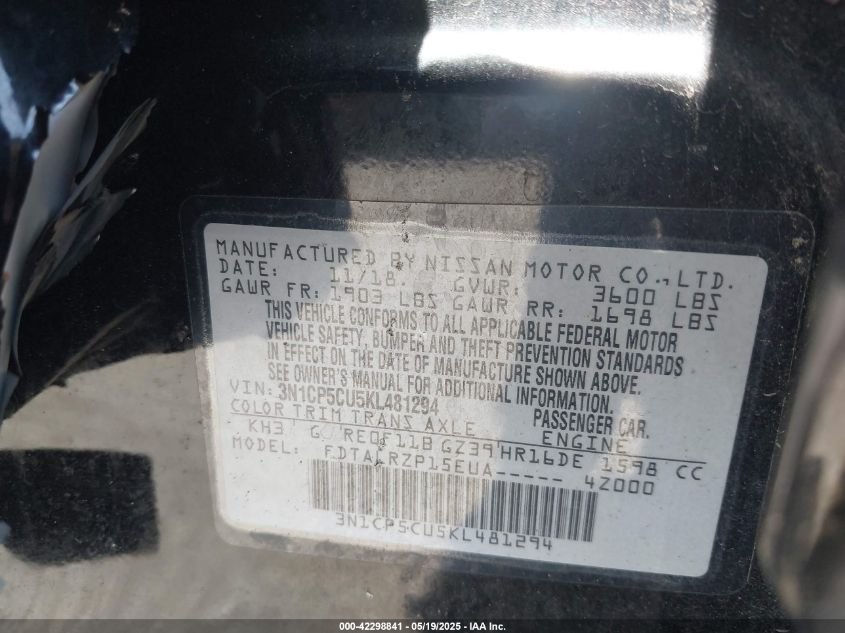 MANUFACTURED BY NISSAN MOTOR CO., LTD.
DATE: 11/18 GVWR: 3600 LBS
GAWR FR: 1903 LBS GAWR RR: 1698 LBS
THIS VEHICLE CONFORMS TO ALL APPLICABLE FEDERAL MOTOR
VEHICLE SAFETY, BUMPER AND THEFT PREVENTION STANDARDS
IN EFFECT ON THE DATE OF MANUFACTURE SHOWN ABOVE.
SEE OWNER'S MANUAL FOR ADDITIONAL INFORMATION.
VIN: 3N1CP5CU5KL481294 PASSENGER CAR.
COLOR TRIM TRANS AXLE ENGINE
KH3 G RE0F11B GZ39 HR16DE 1598 CC
MODEL: FDTALRZP15EUA----- 4Z000
3N1CP5CU5KL481294
000-42298841 - 05/19/2025 - IAA Inc.